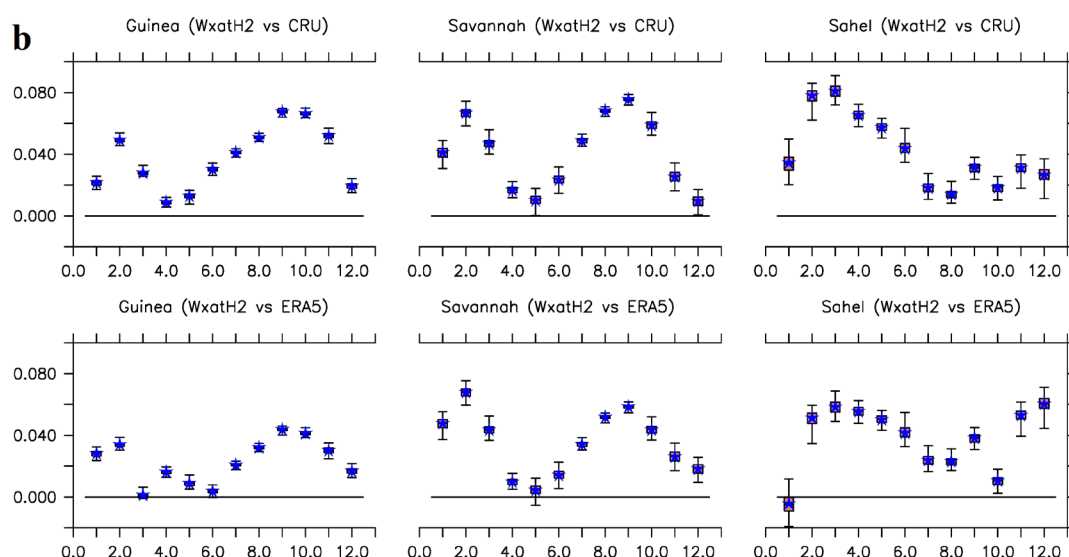 b
Guinea (WxatH2 vs CRU) Savannah (WxatH2 vs CRU) Sahel (WxatH2 vs CRU)
0.080
0.040
0.000
0.0 2.0 4.0 6.0 8.0 10.0 12.0 0.0 2.0 4.0 6.0 8.0 10.0 12.0 0.0 2.0 4.0 6.0 8.0 10.0 12.0
Guinea (WxatH2 vs ERA5) Savannah (WxatH2 vs ERA5) Sahel (WxatH2 vs ERA5)
0.080
0.040
0.000
0.0 2.0 4.0 6.0 8.0 10.0 12.0 0.0 2.0 4.0 6.0 8.0 10.0 12.0 0.0 2.0 4.0 6.0 8.0 10.0 12.0